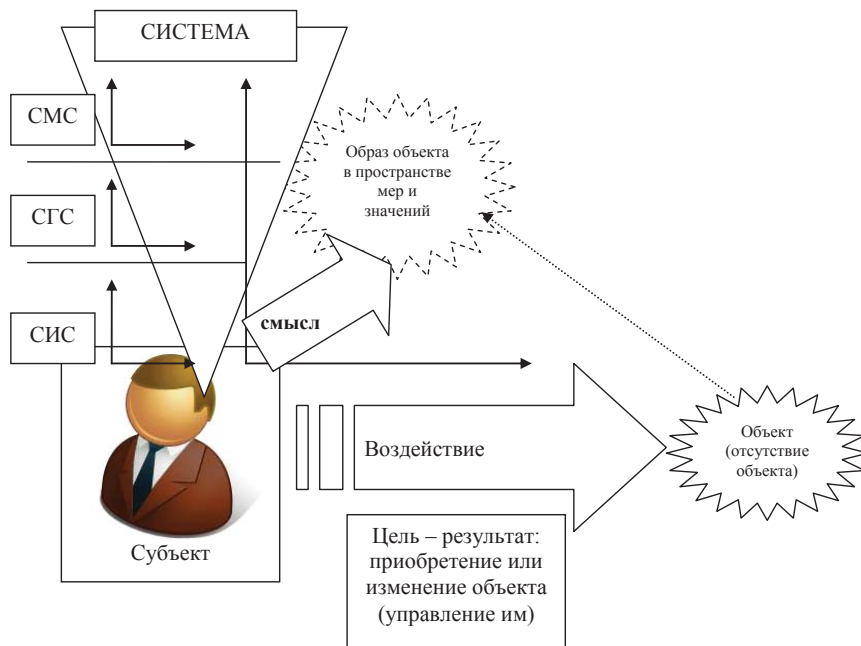 СИСТЕМА
СМС
Образ объекта
в пространстве
мер и
значений
СГС
СИС
смысл
Воздействие
Объект
(отсутствие
объекта)
Субъект
Цель – результат:
приобретение или
изменение объекта
(управление им)